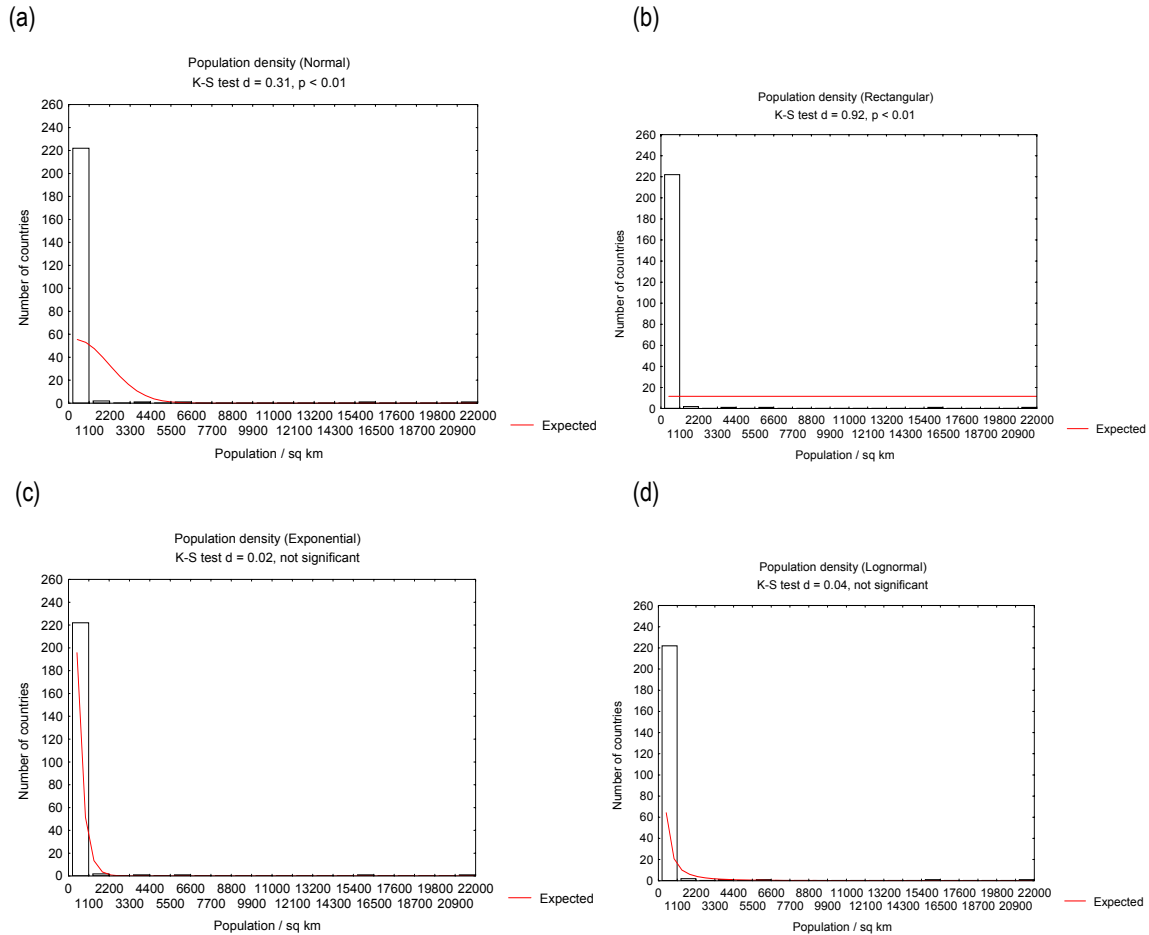 (a)
Population density (Normal)
K-S test d = 0.31, p < 0.01
260
240
220
200
180
160
140
120
100
80
60
40
20
0
Number of countries
0 2200 4400 6600 8800 11000 13200 15400 17600 19800 22000
1100 3300 5500 7700 9900 12100 14300 16500 18700 20900
Population / sq km
Expected
(b)
Population density (Rectangular)
K-S test d = 0.92, p < 0.01
260
240
220
200
180
160
140
120
100
80
60
40
20
0
Number of countries
0 2200 4400 6600 8800 11000 13200 15400 17600 19800 22000
1100 3300 5500 7700 9900 12100 14300 16500 18700 20900
Population / sq km
Expected
(c)
Population density (Exponential)
K-S test d = 0.02, not significant
260
240
220
200
180
160
140
120
100
80
60
40
20
0
Number of countries
0 2200 4400 6600 8800 11000 13200 15400 17600 19800 22000
1100 3300 5500 7700 9900 12100 14300 16500 18700 20900
Population / sq km
Expected
(d)
Population density (Lognormal)
K-S test d = 0.04, not significant
260
240
220
200
180
160
140
120
100
80
60
40
20
0
Number of countries
0 2200 4400 6600 8800 11000 13200 15400 17600 19800 22000
1100 3300 5500 7700 9900 12100 14300 16500 18700 20900
Population / sq km
Expected